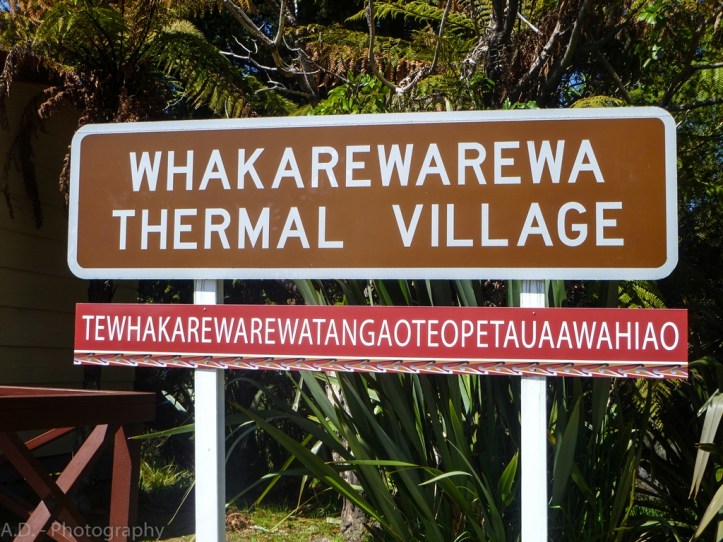 WHAKAREWAREWA
THERMAL VILLAGE
TEWHAKAREWAREWATANGAOTEOPETAUAAWAHIAO
A.D. - Photography